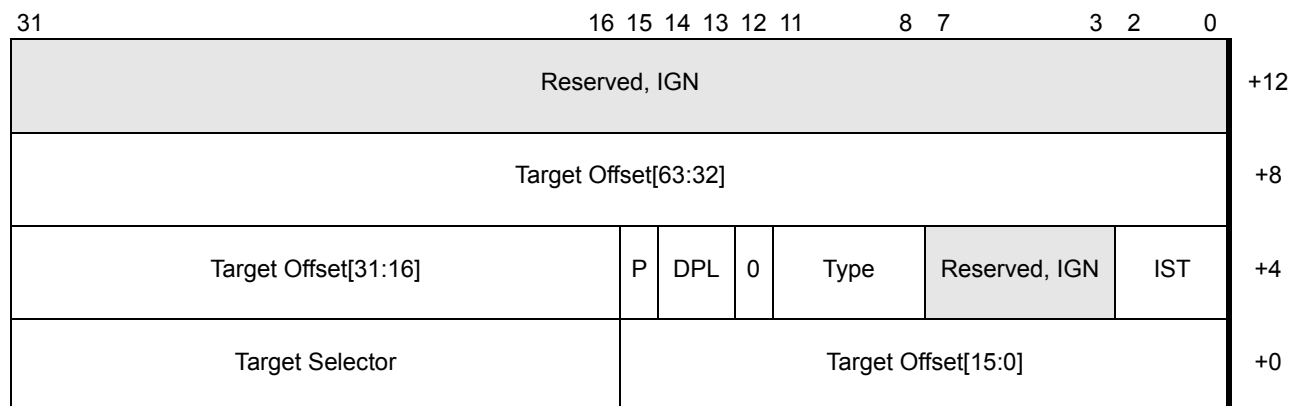 31 16 15 14 13 12 11 8 7 3 2 0
Reserved, IGN +12
Target Offset[63:32] +8
Target Offset[31:16] P DPL 0 Type Reserved, IGN IST +4
Target Selector Target Offset[15:0] +0